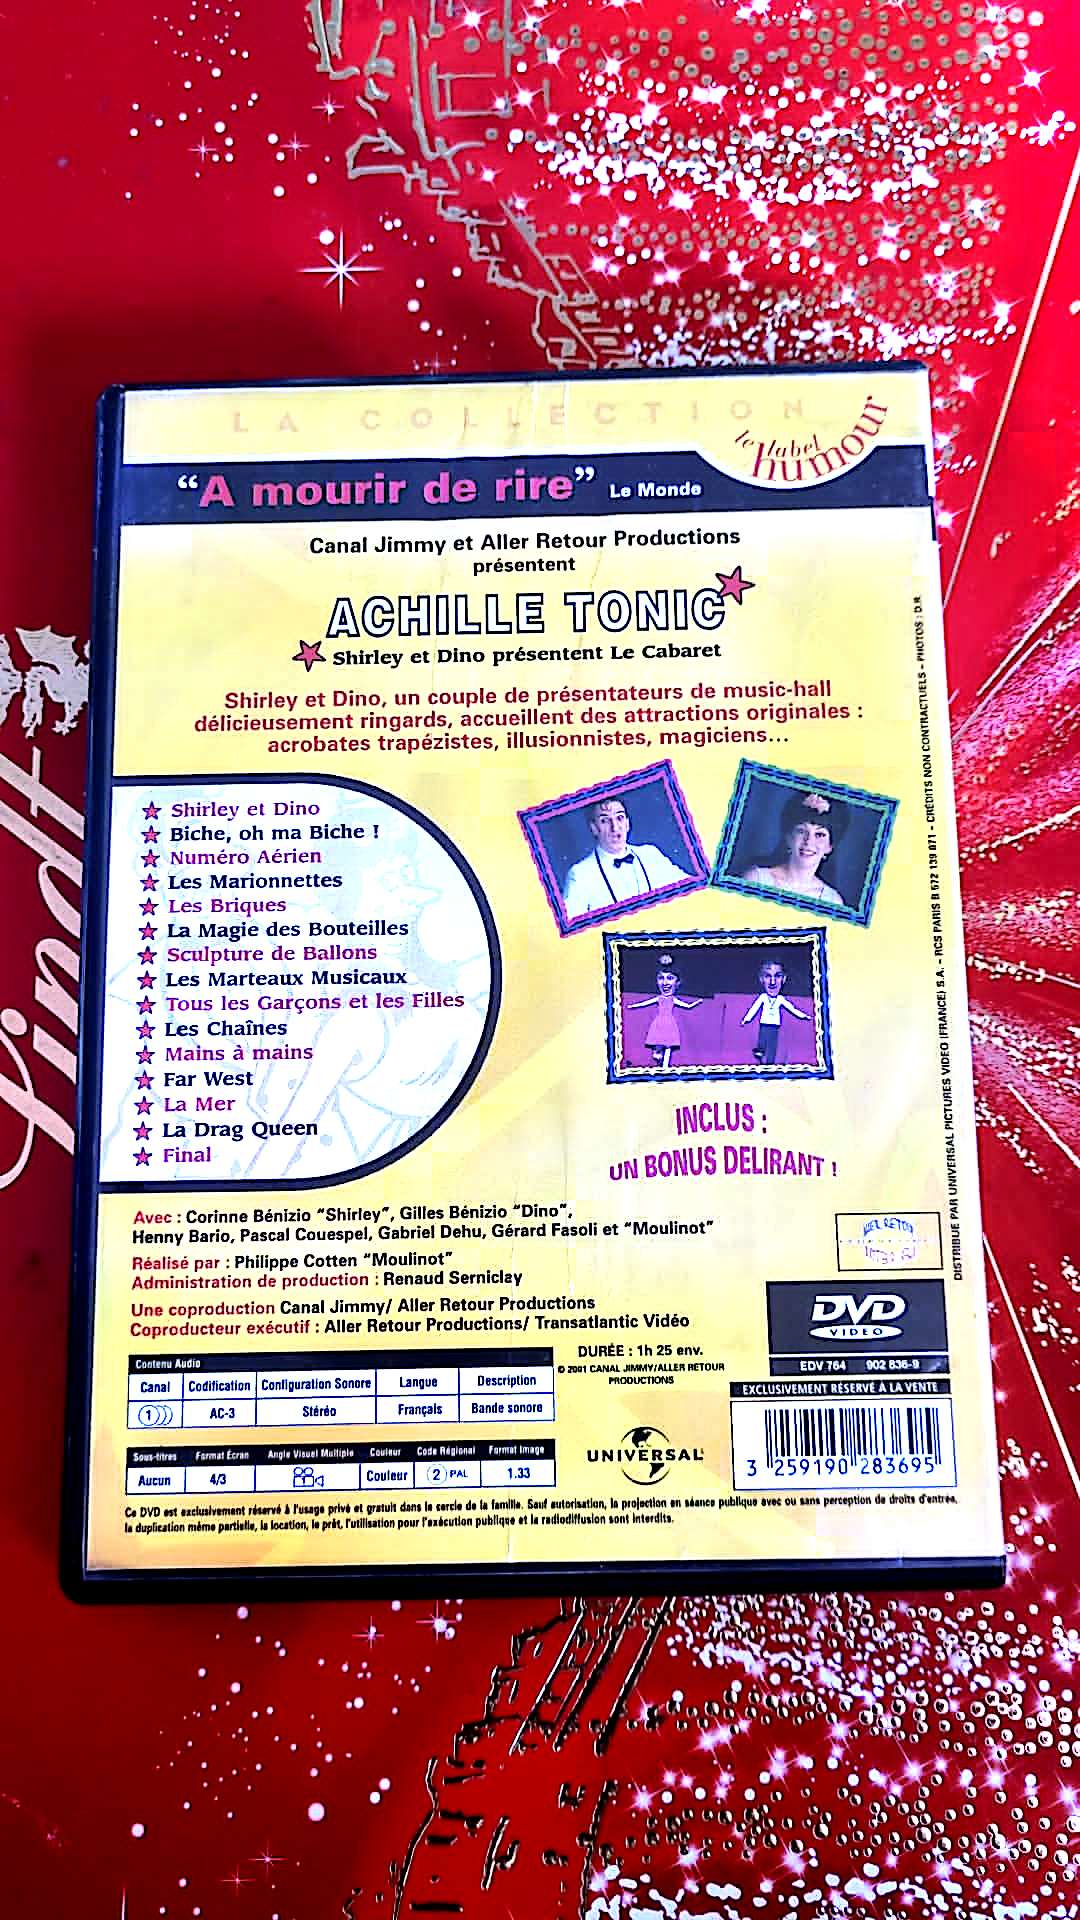 LA COLLECTION
le label
humour
“A mourir de rire” Le Monde
Canal Jimmy et Aller Retour Productions
présentent
ACHILLE TONIC
Shirley et Dino présentent Le Cabaret
Shirley et Dino, un couple de présentateurs de music-hall
délicieusement ringards, accueillent des attractions originales :
acrobates trapézistes, illusionnistes, magiciens...
Shirley et Dino
Biche, oh ma Biche !
Numéro Aérien
Les Marionnettes
Les Briques
La Magie des Bouteilles
Sculpture de Ballons
Les Marteaux Musicaux
Tous les Garçons et les Filles
Les Chaînes
Mains à mains
Far West
La Mer
La Drag Queen
Final
INCLUS :
UN BONUS DELIRANT !
Avec : Corinne Bénizio “Shirley”, Gilles Bénizio “Dino”,
Henny Bario, Pascal Couespel, Gabriel Dehu, Gérard Fasoli et “Moulinot”
Réalisé par : Philippe Cotten “Moulinot”
Administration de production : Renaud Serniclay
Une coproduction Canal Jimmy/ Aller Retour Productions
Coproducteur exécutif : Aller Retour Productions/ Transatlantic Vidéo
DURÉE : 1h 25 env.
© 2001 CANAL JIMMY/ALLER RETOUR
PRODUCTIONS
Contenu Audio
Canal Codification Configuration Sonore Langue Description
1 AC-3 Stéréo Français Bande sonore
Sous-titres Format Écran Angle Visuel Multiple Couleur Code Régional Format Image
Aucun 4/3 1 Couleur 2 PAL 1.33
UNIVERSAL
DVD
VIDEO
EDV 764 902 836-9
EXCLUSIVEMENT RÉSERVÉ À LA VENTE
3 259190 283695
Ce DVD est exclusivement réservé à l'usage privé et gratuit dans le cercle de la famille. Sauf autorisation, la projection en séance publique avec ou sans perception de droits d'entrée,
la duplication même partielle, la location, le prêt, l'utilisation pour l'exécution publique et la radiodiffusion sont interdits.
DISTRIBUÉ PAR UNIVERSAL PICTURES VIDEO (FRANCE) S.A. - RCS PARIS B 572 139 871 - CRÉDITS NON CONTRACTUELS - PHOTOS : D.R.
Lindt